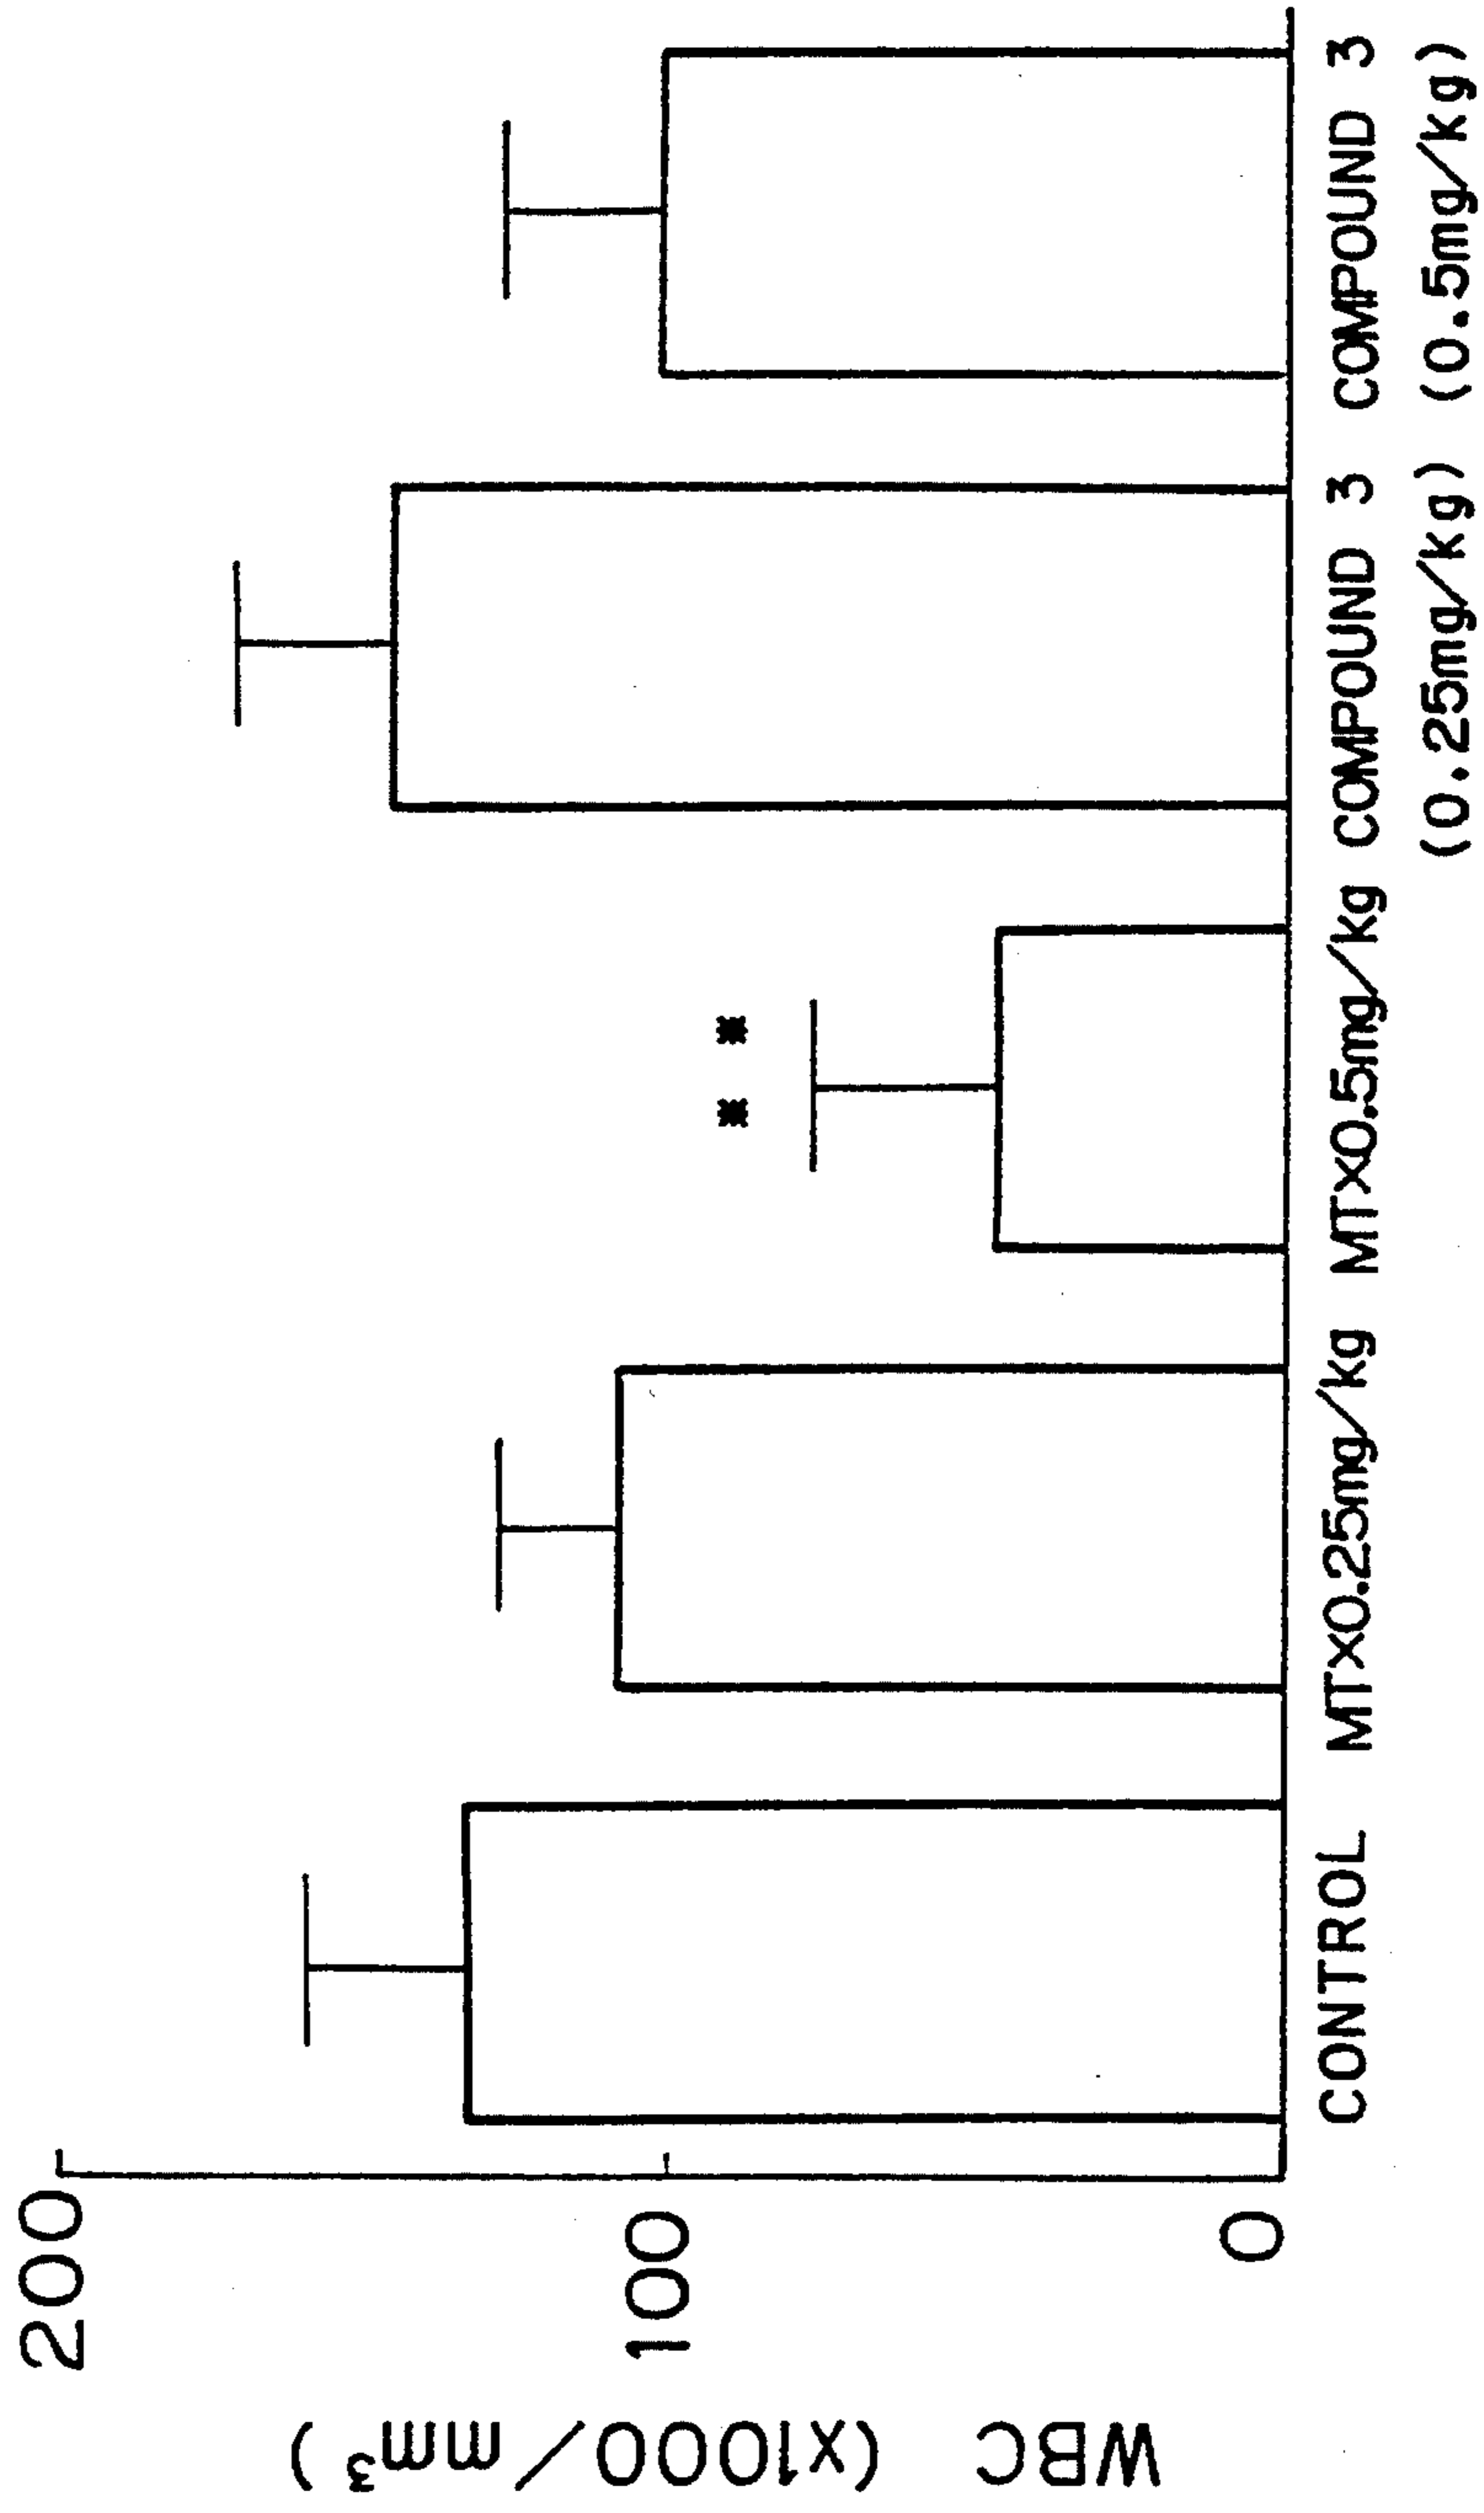 WBC (x1000/mm³)
200
100
0
* *
CONTROL MTX0.25mg/kg MTX0.5mg/kg COMPOUND 3 COMPOUND 3
(0.25mg/kg) (0.5mg/kg)